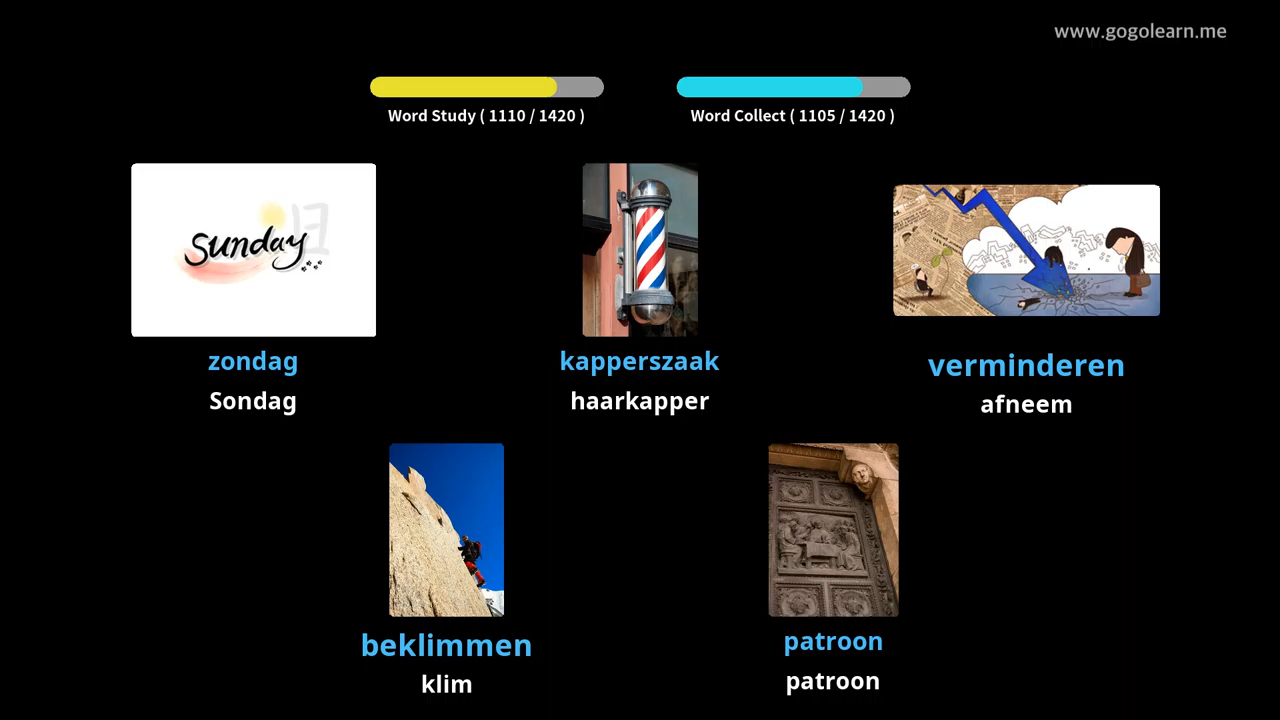 www.gogolearn.me
Word Study ( 1110 / 1420 )
Word Collect ( 1105 / 1420 )
Sunday
zondag
Sondag
kapperszaak
haarkapper
verminderen
afneem
beklimmen
klim
patroon
patroon